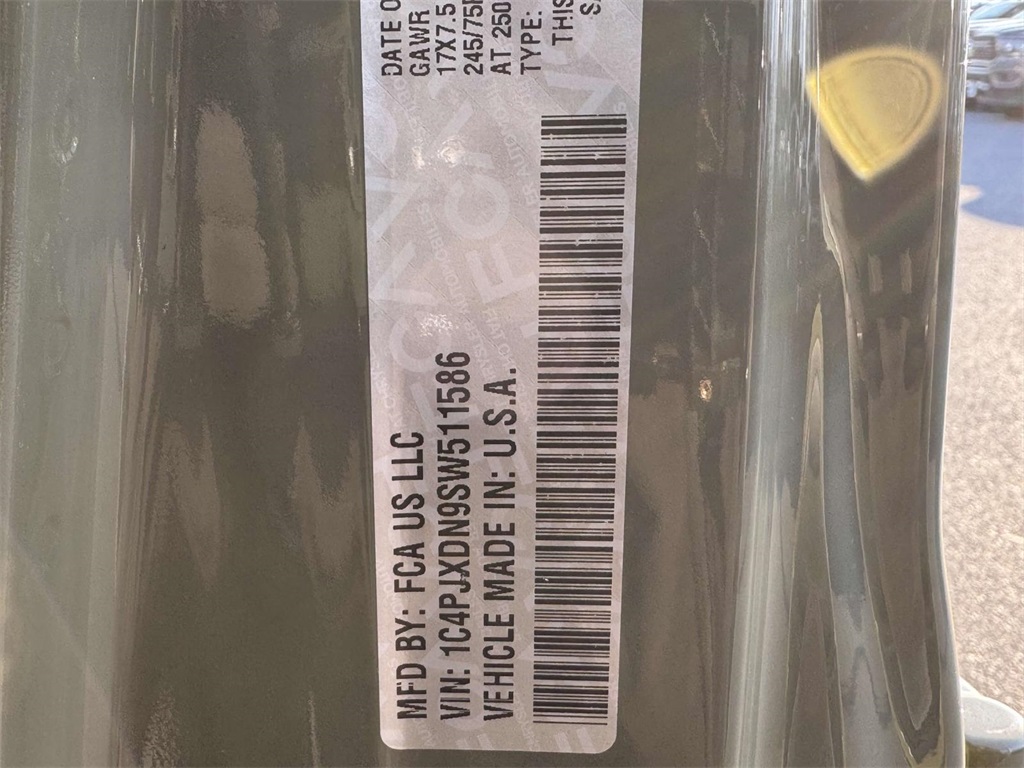 MFD BY: FCA US LLC
VIN: 1C4PJXDN9SW511586
VEHICLE MADE IN: U.S.A.
DATE O
GAWR
17X7.5
245/75
AT 250
TYPE:
THIS